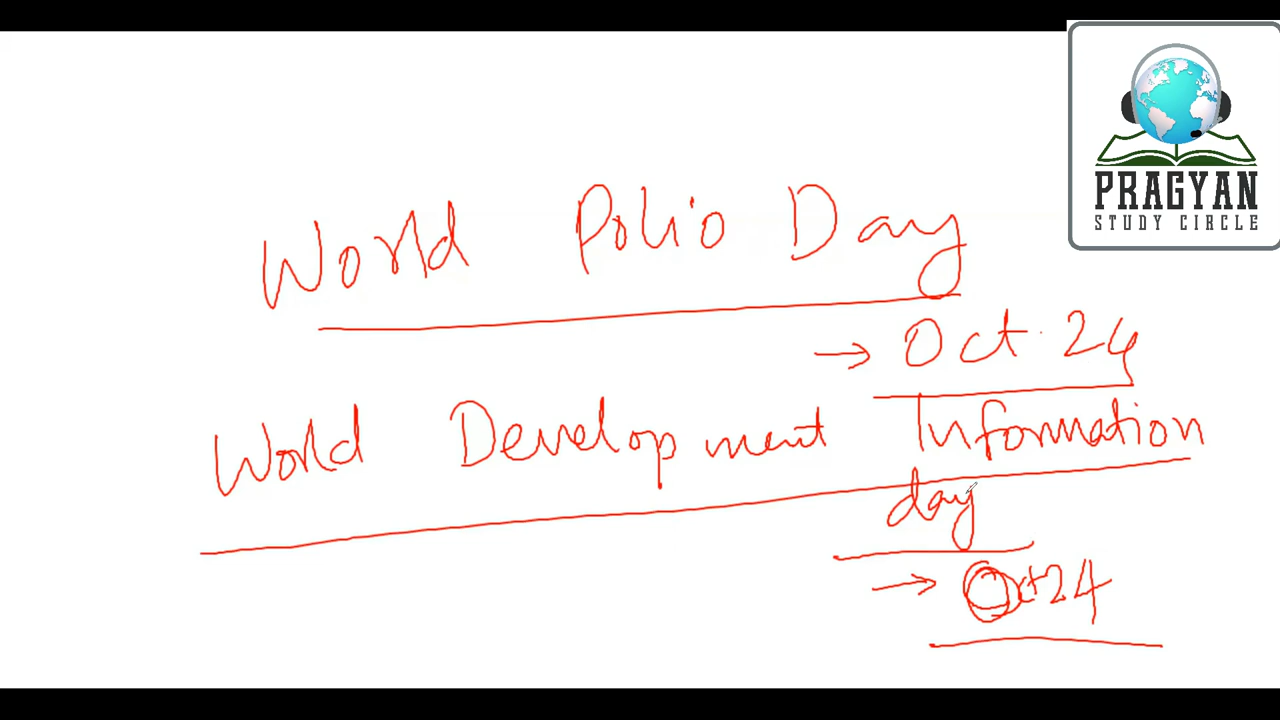 PRAGYAN
STUDY CIRCLE
World Polio Day
→ Oct. 24
World Development Information
day
→ Oct 24